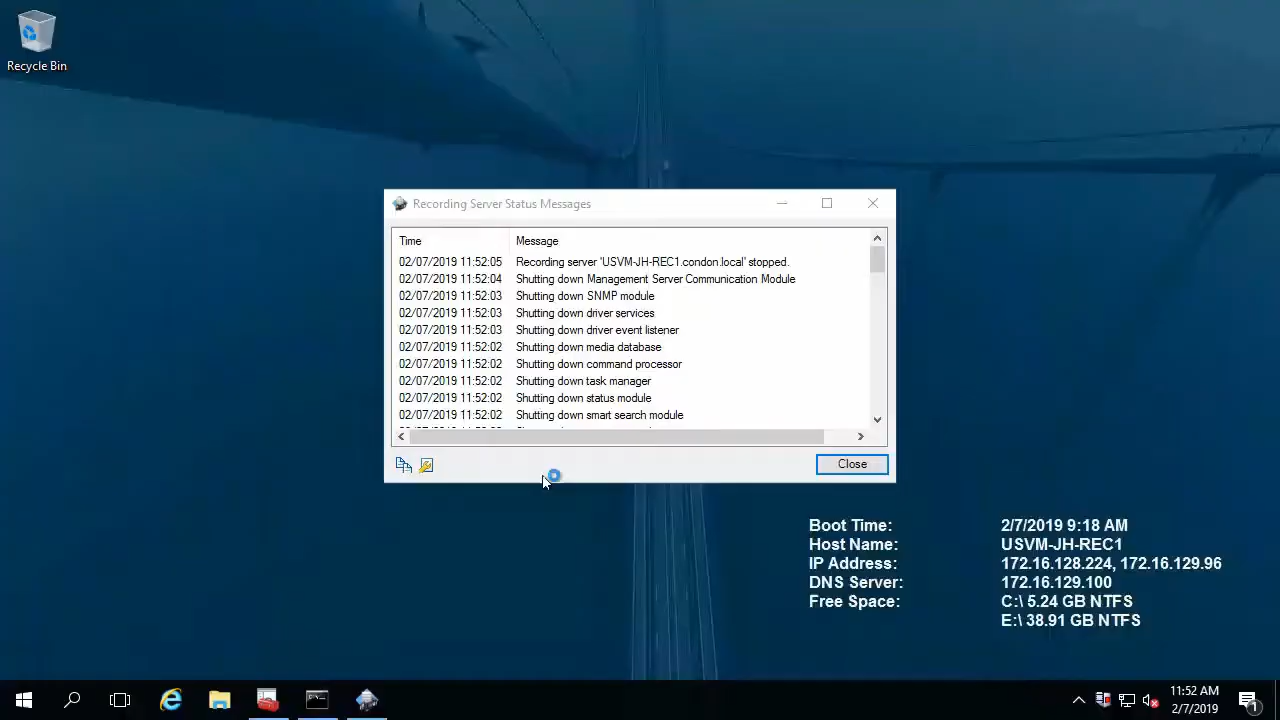 Recycle Bin
Recording Server Status Messages
Time Message
02/07/2019 11:52:05 Recording server 'USVM-JH-REC1.condon.local' stopped.
02/07/2019 11:52:04 Shutting down Management Server Communication Module
02/07/2019 11:52:03 Shutting down SNMP module
02/07/2019 11:52:03 Shutting down driver services
02/07/2019 11:52:03 Shutting down driver event listener
02/07/2019 11:52:02 Shutting down media database
02/07/2019 11:52:02 Shutting down command processor
02/07/2019 11:52:02 Shutting down task manager
02/07/2019 11:52:02 Shutting down status module
02/07/2019 11:52:02 Shutting down smart search module
Close
Boot Time: 2/7/2019 9:18 AM
Host Name: USVM-JH-REC1
IP Address: 172.16.128.224, 172.16.129.96
DNS Server: 172.16.129.100
Free Space: C:\ 5.24 GB NTFS
E:\ 38.91 GB NTFS
11:52 AM
2/7/2019
1